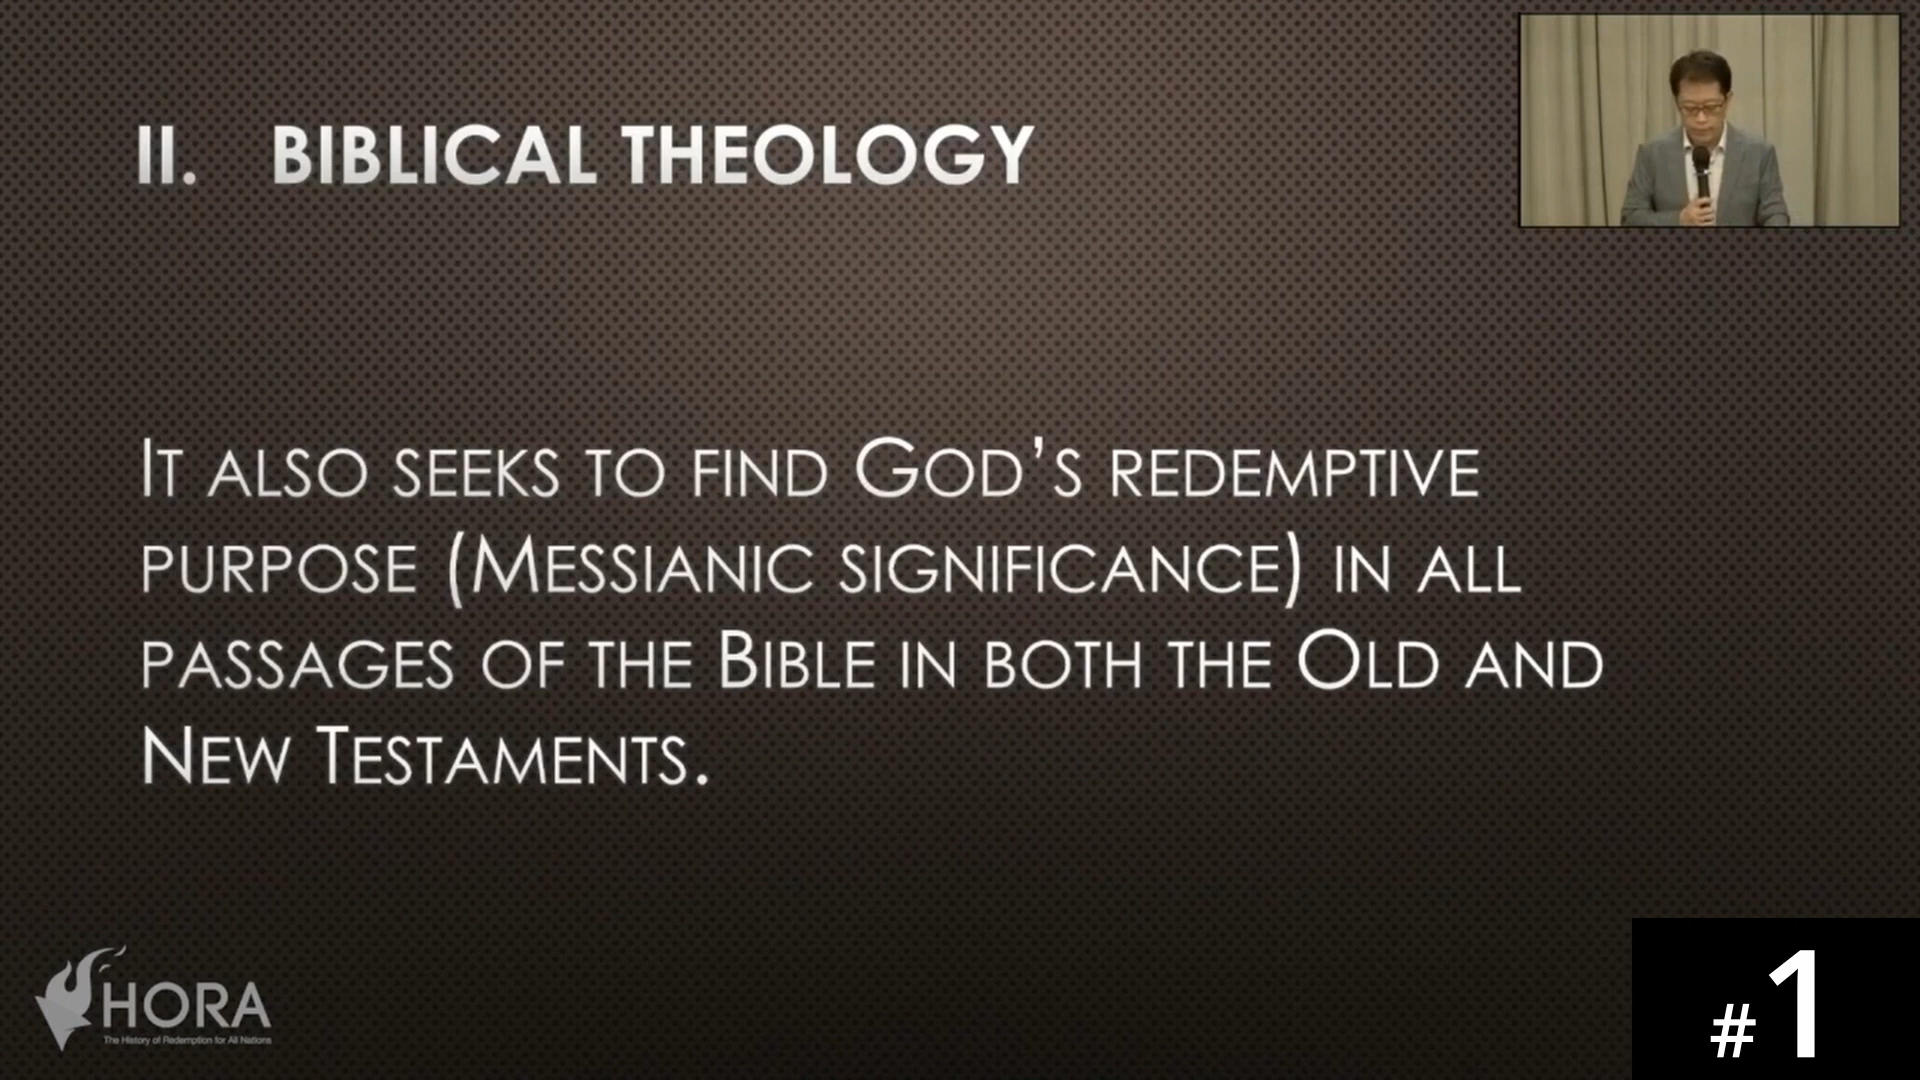 II. BIBLICAL THEOLOGY
IT ALSO SEEKS TO FIND GOD’S REDEMPTIVE
PURPOSE (MESSIANIC SIGNIFICANCE) IN ALL
PASSAGES OF THE BIBLE IN BOTH THE OLD AND
NEW TESTAMENTS.
HORA
The History of Redemption for All Nations
#1